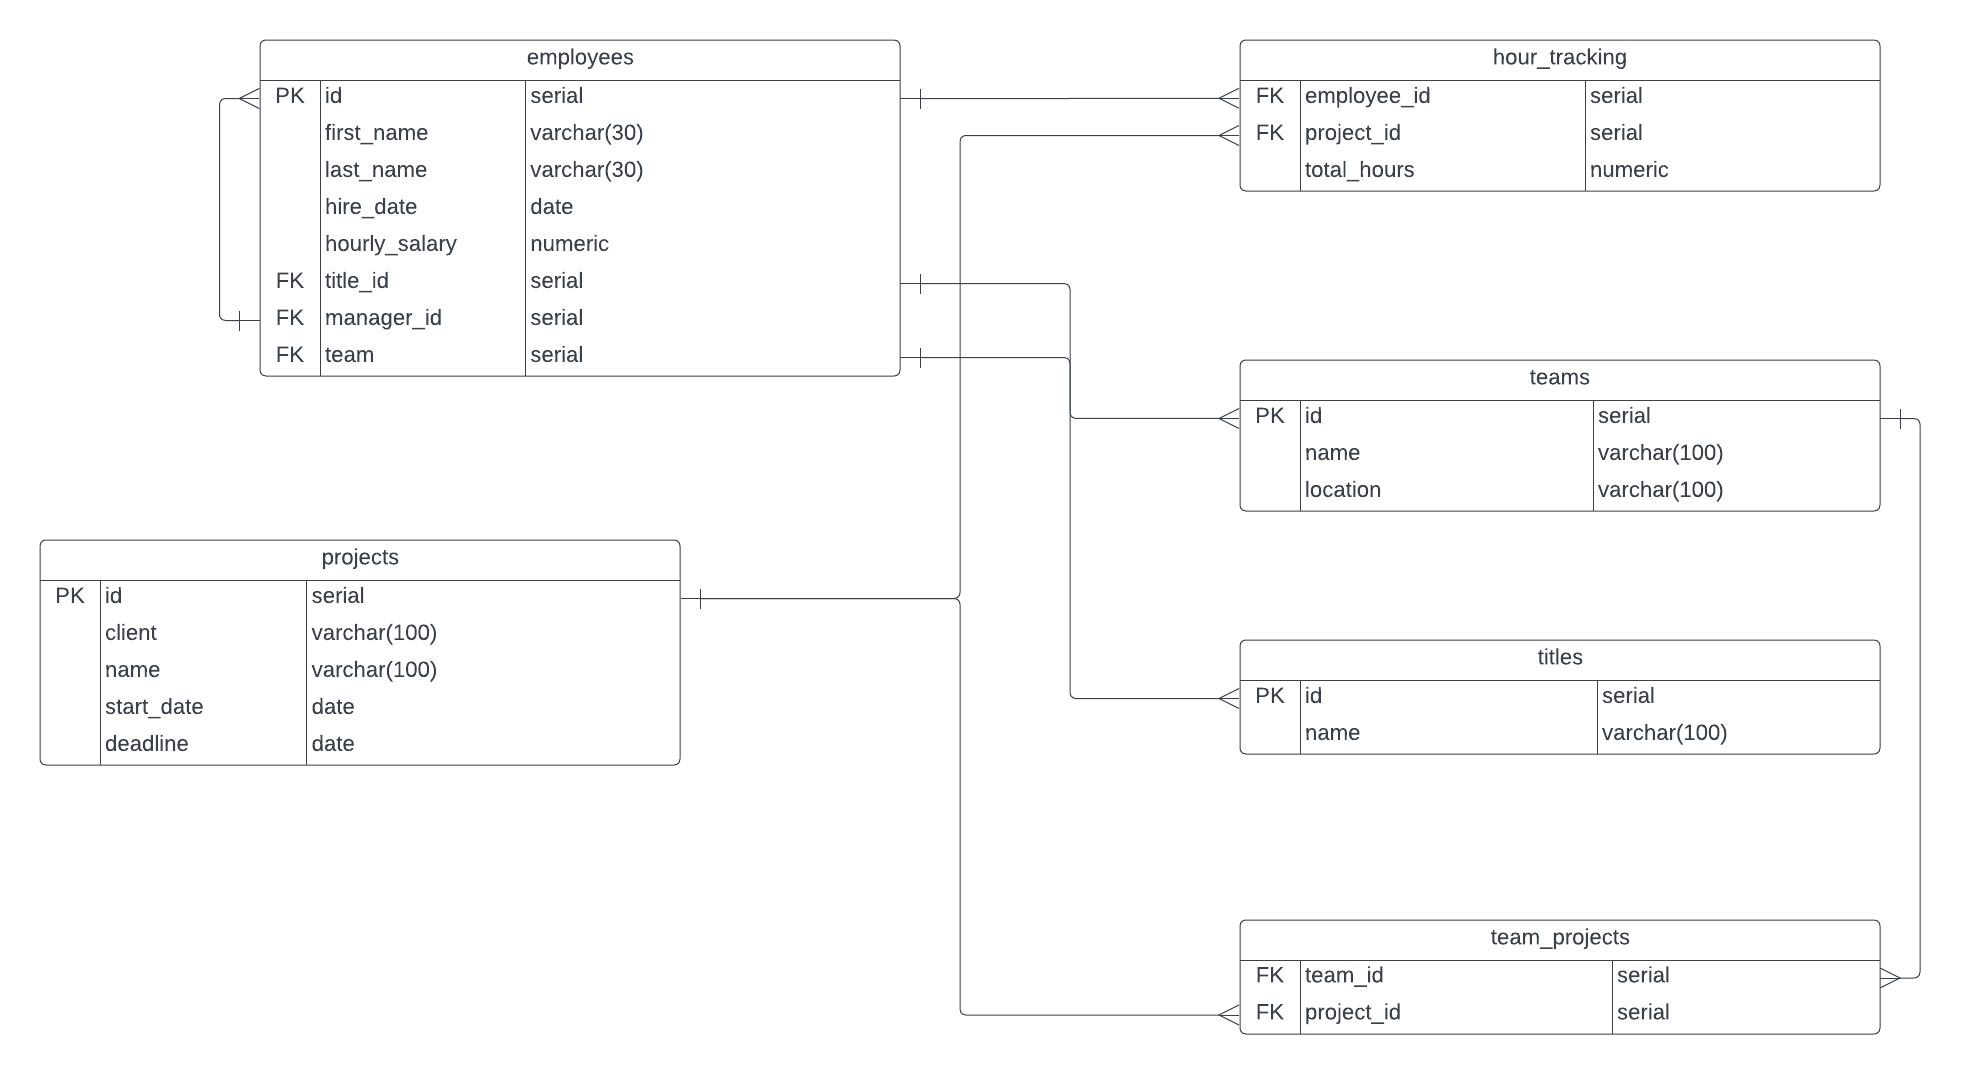 employees
PK id serial
first_name varchar(30)
last_name varchar(30)
hire_date date
hourly_salary numeric
FK title_id serial
FK manager_id serial
FK team serial
hour_tracking
FK employee_id serial
FK project_id serial
total_hours numeric
teams
PK id serial
name varchar(100)
location varchar(100)
projects
PK id serial
client varchar(100)
name varchar(100)
start_date date
deadline date
titles
PK id serial
name varchar(100)
team_projects
FK team_id serial
FK project_id serial